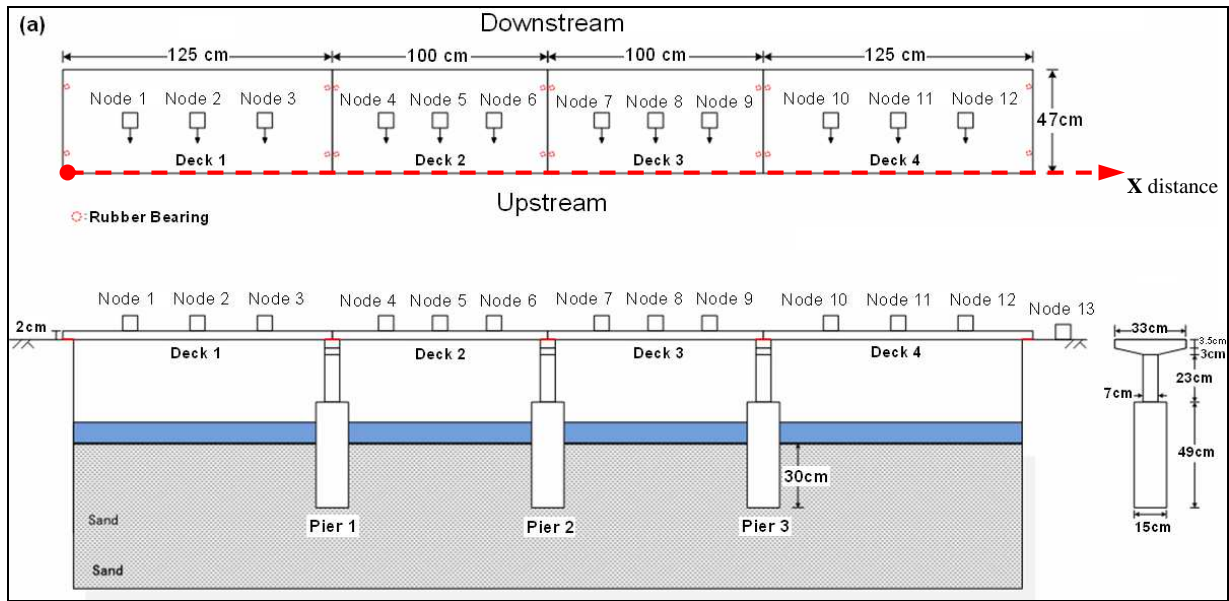 (a)
Downstream
125 cm 100 cm 100 cm 125 cm
Node 1 Node 2 Node 3 Node 4 Node 5 Node 6 Node 7 Node 8 Node 9 Node 10 Node 11 Node 12
47cm
Deck 1 Deck 2 Deck 3 Deck 4
X distance
Upstream
:Rubber Bearing
Node 1 Node 2 Node 3 Node 4 Node 5 Node 6 Node 7 Node 8 Node 9 Node 10 Node 11 Node 12 Node 13
2cm
33cm
3.5cm
3cm
Deck 1 Deck 2 Deck 3 Deck 4
23cm
7cm
49cm
30cm
Sand
Pier 1 Pier 2 Pier 3
15cm
Sand